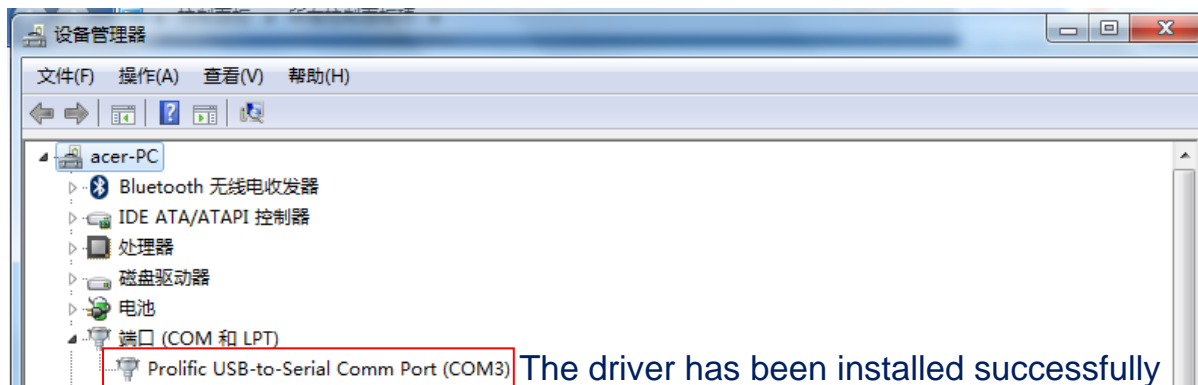 设备管理器
文件(F) 操作(A) 查看(V) 帮助(H)
acer-PC
Bluetooth 无线电收发器
IDE ATA/ATAPI 控制器
处理器
磁盘驱动器
电池
端口 (COM 和 LPT)
Prolific USB-to-Serial Comm Port (COM3) The driver has been installed successfully